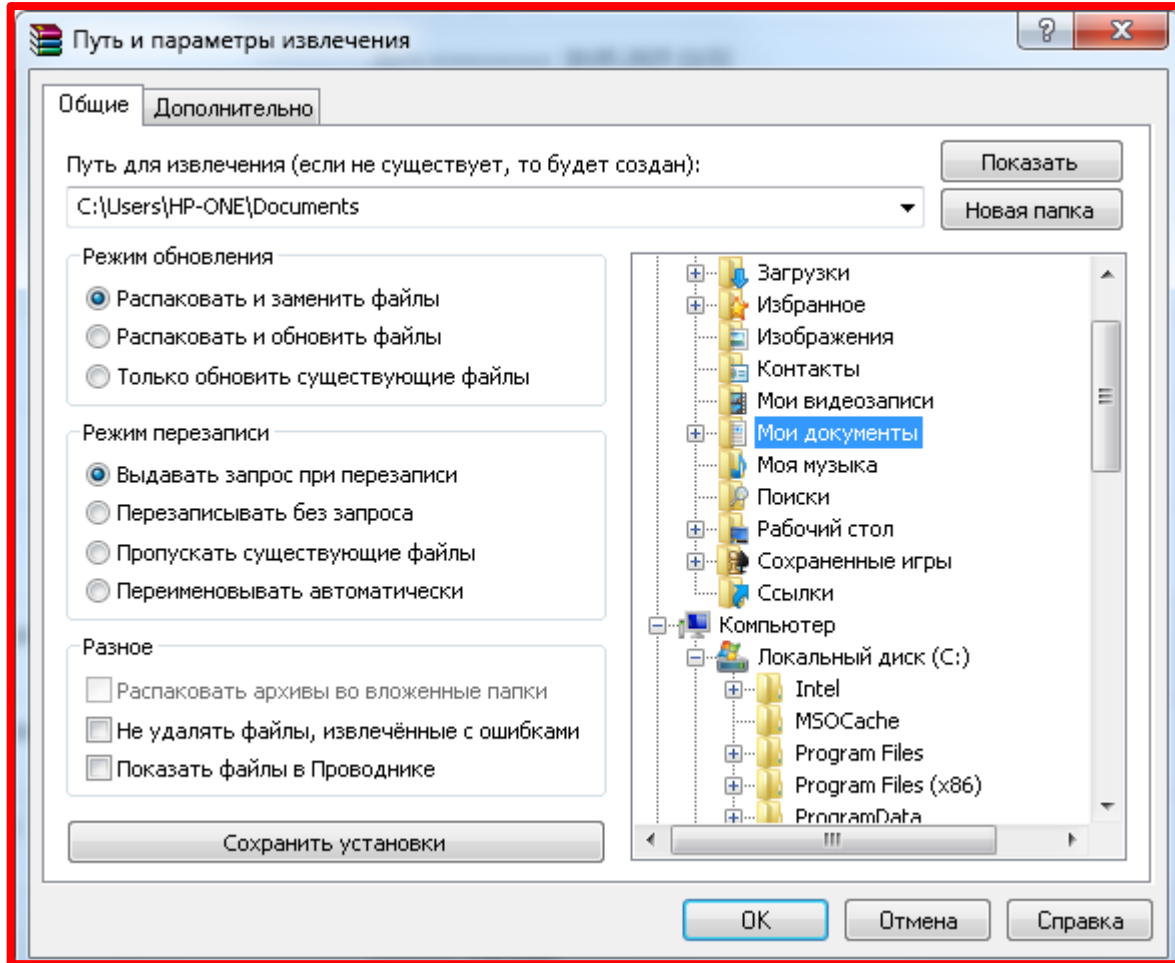 Путь и параметры извлечения
Общие
Дополнительно
Путь для извлечения (если не существует, то будет создан):
Показать
C:\Users\HP-ONE\Documents
Новая папка
Режим обновления
Распаковать и заменить файлы
Распаковать и обновить файлы
Только обновить существующие файлы
Режим перезаписи
Выдавать запрос при перезаписи
Перезаписывать без запроса
Пропускать существующие файлы
Переименовывать автоматически
Разное
Распаковать архивы во вложенные папки
Не удалять файлы, извлечённые с ошибками
Показать файлы в Проводнике
Сохранить установки
Загрузки
Избранное
Изображения
Контакты
Мои видеозаписи
Мои документы
Моя музыка
Поиски
Рабочий стол
Сохраненные игры
Ссылки
Компьютер
Локальный диск (C:)
Intel
MSOCache
Program Files
Program Files (x86)
ProgramData
OK
Отмена
Справка